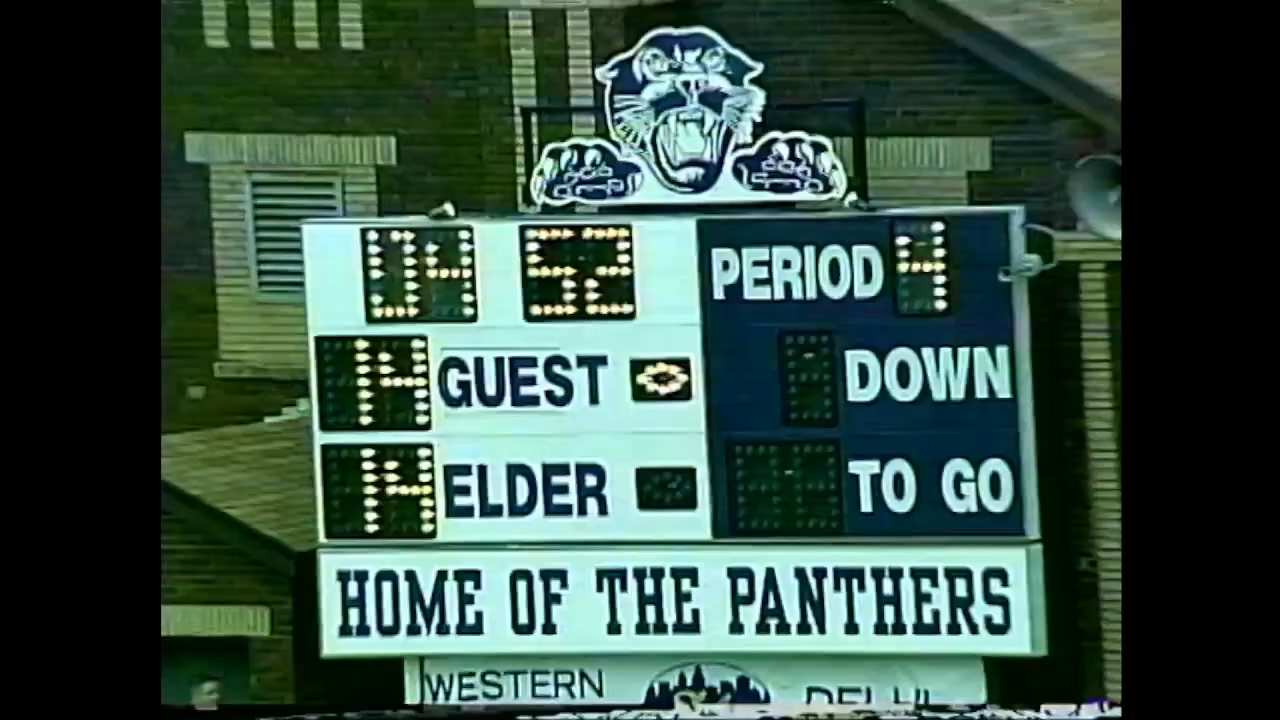 04 52 PERIOD 4
14 GUEST DOWN
14 ELDER TO GO
HOME OF THE PANTHERS
WESTERN